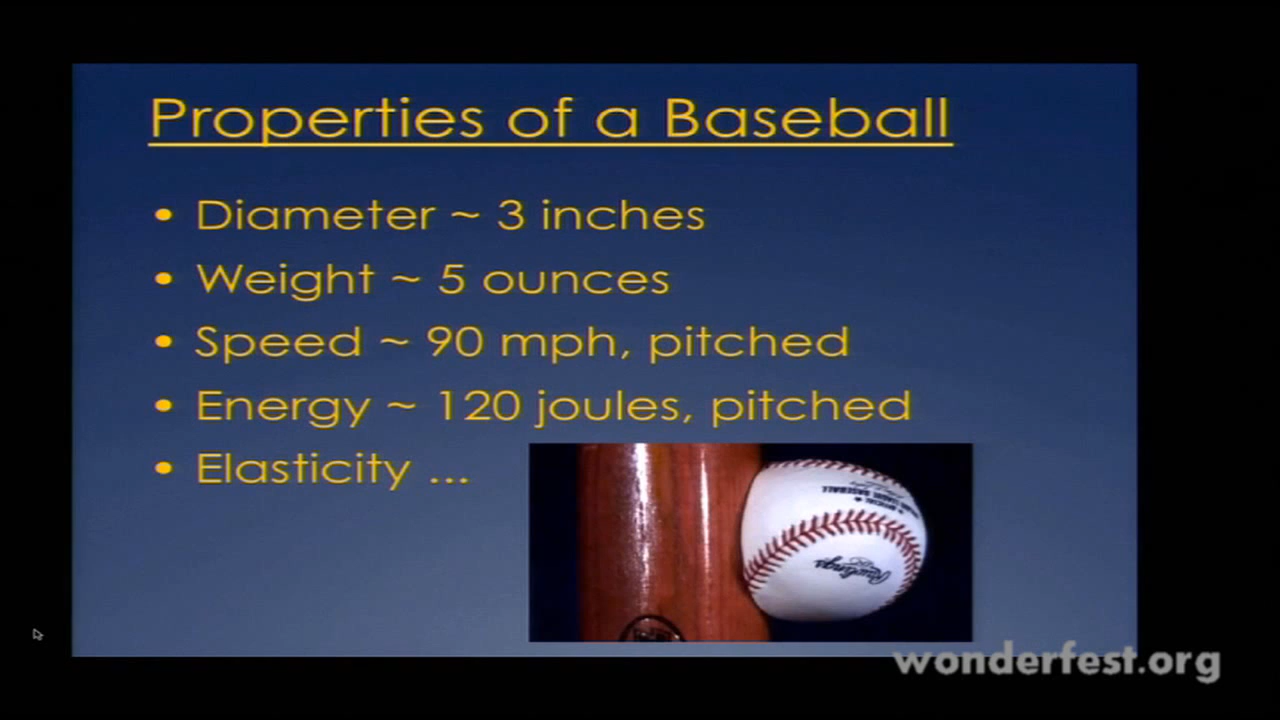 Properties of a Baseball
• Diameter ~ 3 inches
• Weight ~ 5 ounces
• Speed ~ 90 mph, pitched
• Energy ~ 120 joules, pitched
• Elasticity ...
Rawlings
wonderfest.org